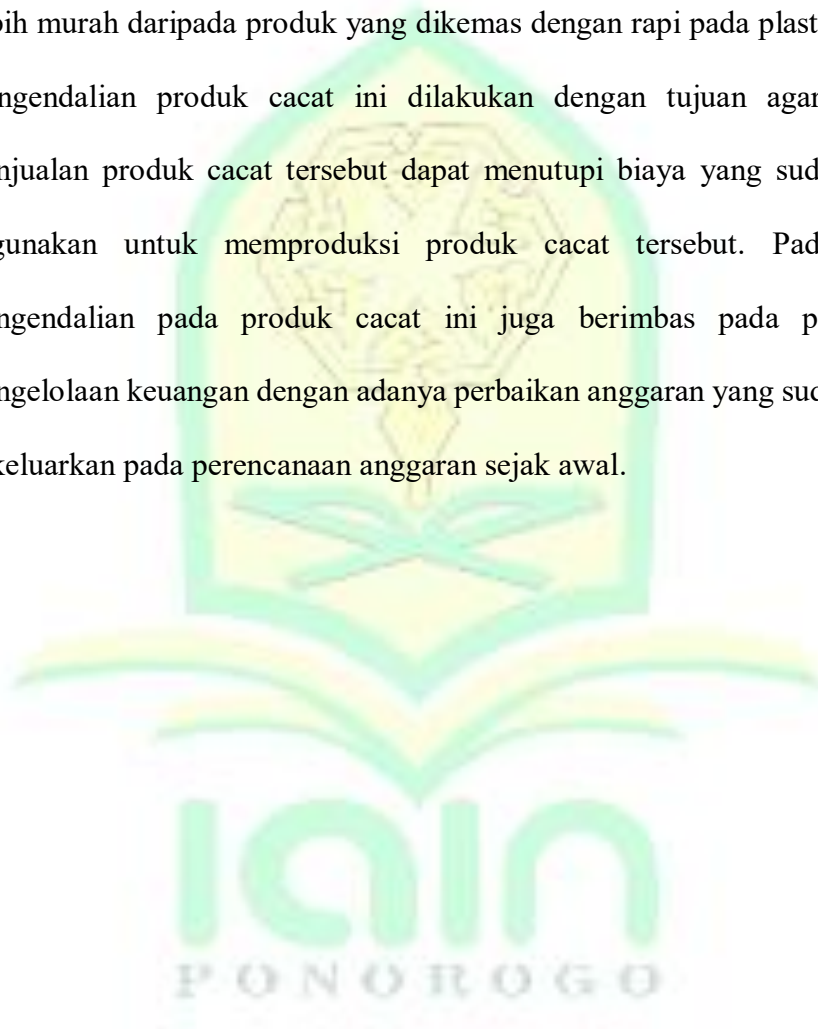 bih murah daripada produk yang dikemas dengan rapi pada plast
ngendalian produk cacat ini dilakukan dengan tujuan agar
njualan produk cacat tersebut dapat menutupi biaya yang sud
gunakan untuk memproduksi produk cacat tersebut. Pad
ngendalian pada produk cacat ini juga berimbas pada p
ngelolaan keuangan dengan adanya perbaikan anggaran yang sud
keluarkan pada perencanaan anggaran sejak awal.
iain
PONOROGO